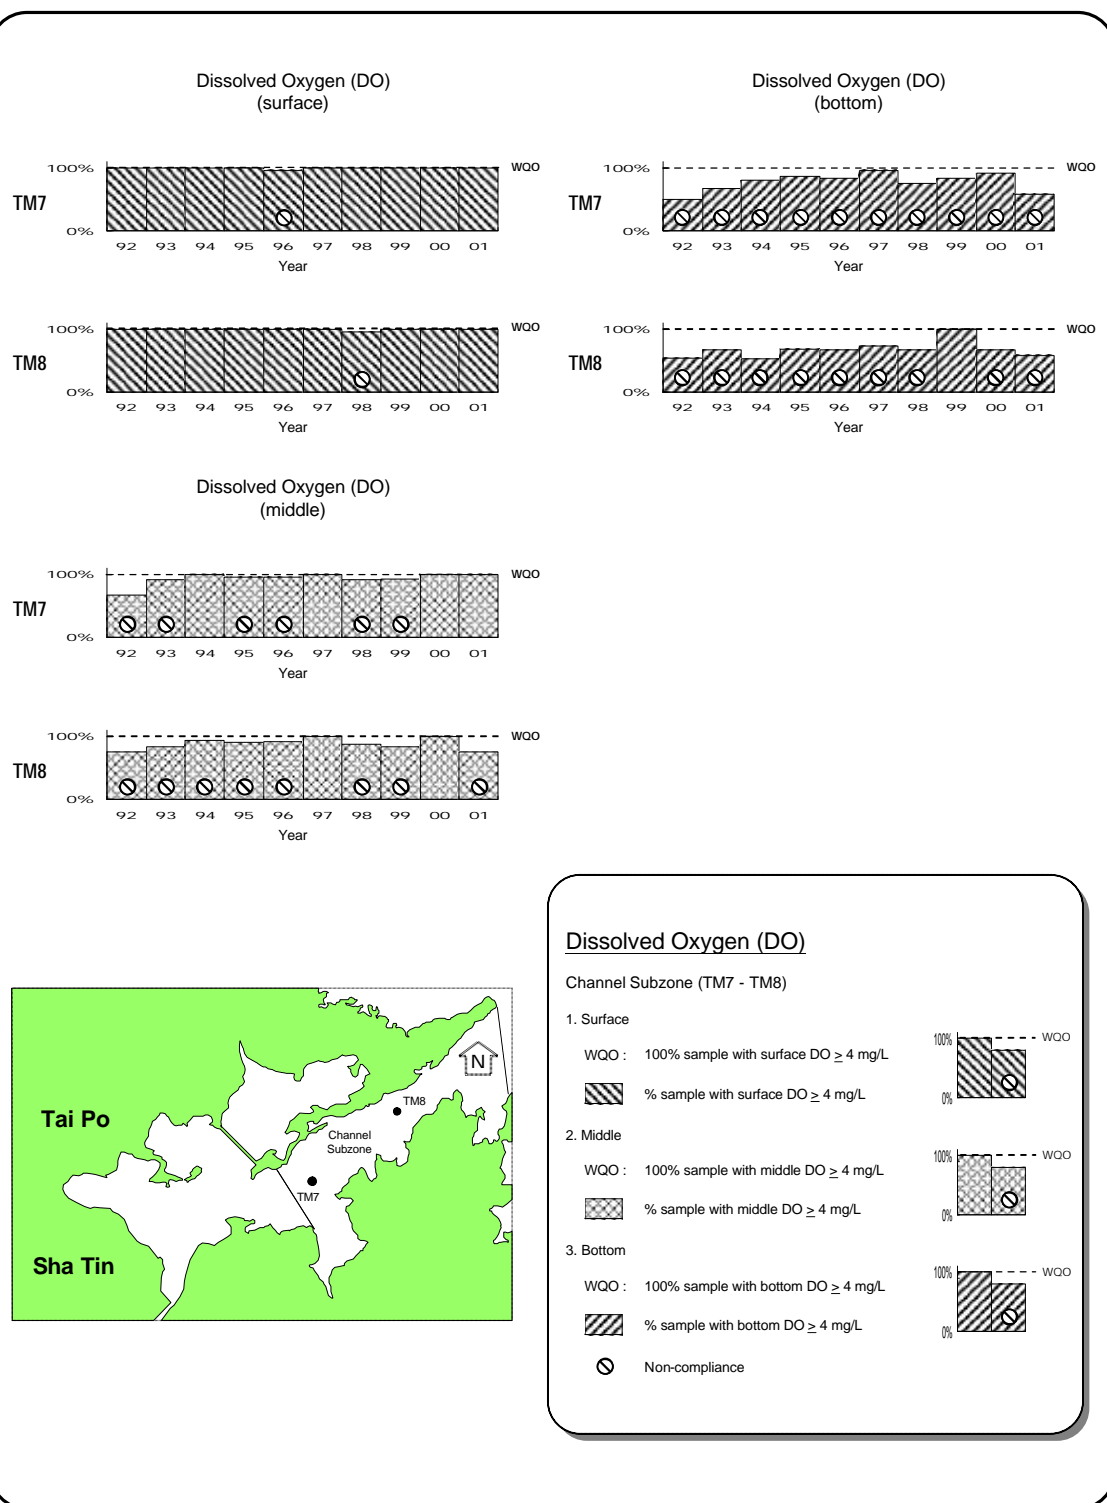 Dissolved Oxygen (DO)
(surface)
100%
WQO
TM7
0%
92 93 94 95 96 97 98 99 00 01
Year
100%
WQO
TM8
0%
92 93 94 95 96 97 98 99 00 01
Year
Dissolved Oxygen (DO)
(bottom)
100%
WQO
TM7
0%
92 93 94 95 96 97 98 99 00 01
Year
100%
WQO
TM8
0%
92 93 94 95 96 97 98 99 00 01
Year
Dissolved Oxygen (DO)
(middle)
100%
WQO
TM7
0%
92 93 94 95 96 97 98 99 00 01
Year
100%
WQO
TM8
0%
92 93 94 95 96 97 98 99 00 01
Year
N
TM8
Tai Po
Channel
Subzone
TM7
Sha Tin
Dissolved Oxygen (DO)
Channel Subzone (TM7 - TM8)
1. Surface
WQO : 100% sample with surface DO ≥ 4 mg/L
% sample with surface DO ≥ 4 mg/L
100%
WQO
0%
2. Middle
WQO : 100% sample with middle DO ≥ 4 mg/L
% sample with middle DO ≥ 4 mg/L
100%
WQO
0%
3. Bottom
WQO : 100% sample with bottom DO ≥ 4 mg/L
% sample with bottom DO ≥ 4 mg/L
100%
WQO
0%
Non-compliance